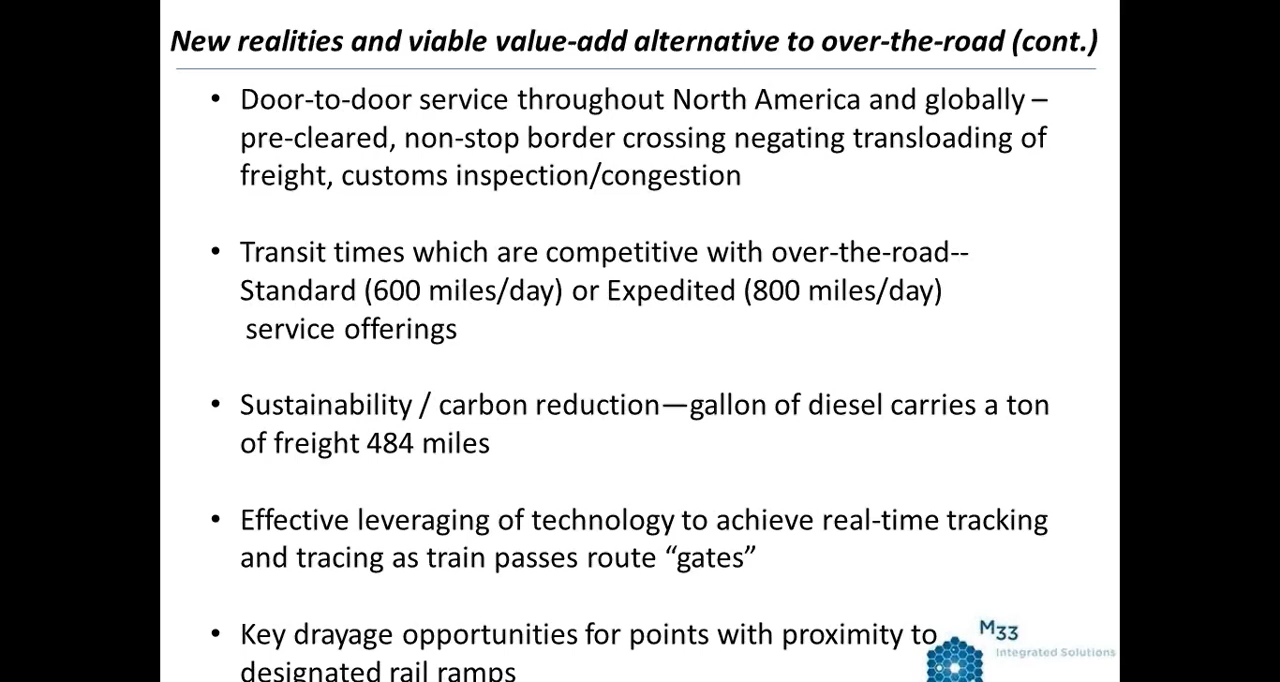 New realities and viable value-add alternative to over-the-road (cont.)
• Door-to-door service throughout North America and globally –
pre-cleared, non-stop border crossing negating transloading of
freight, customs inspection/congestion
• Transit times which are competitive with over-the-road--
Standard (600 miles/day) or Expedited (800 miles/day)
service offerings
• Sustainability / carbon reduction—gallon of diesel carries a ton
of freight 484 miles
• Effective leveraging of technology to achieve real-time tracking
and tracing as train passes route “gates”
• Key drayage opportunities for points with proximity to
designated rail ramps
M33
Integrated Solutions